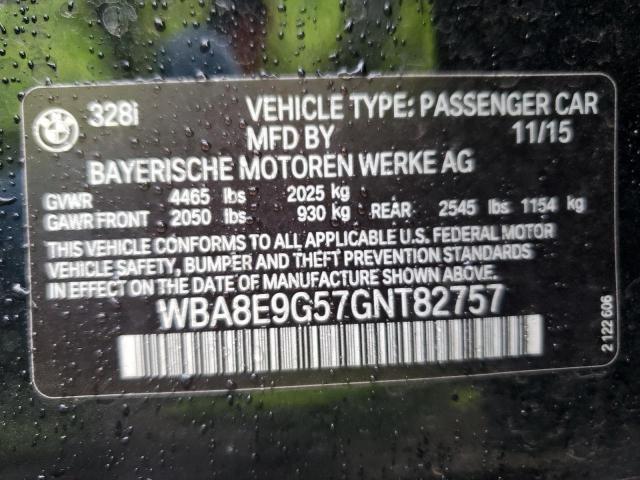 328i VEHICLE TYPE: PASSENGER CAR
MFD BY 11/15
BAYERISCHE MOTOREN WERKE AG
GVWR 4465 lbs 2025 kg
GAWR FRONT 2050 lbs 930 kg REAR 2545 lbs 1154 kg
THIS VEHICLE CONFORMS TO ALL APPLICABLE U.S. FEDERAL MOTOR
VEHICLE SAFETY, BUMPER AND THEFT PREVENTION STANDARDS
IN EFFECT ON THE DATE OF MANUFACTURE SHOWN ABOVE.
WBA8E9G57GNT82757
2 122 606